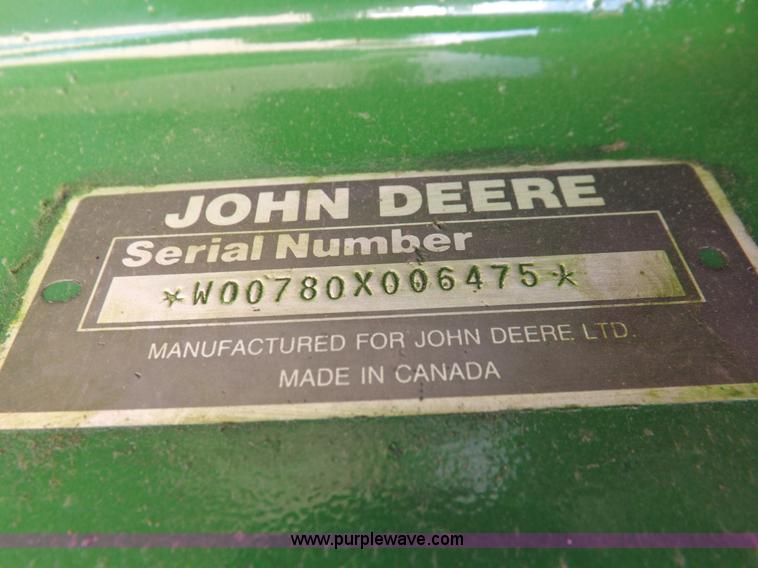 JOHN DEERE
Serial Number
*W00780X006475*
MANUFACTURED FOR JOHN DEERE LTD.
MADE IN CANADA
www.purplewave.com